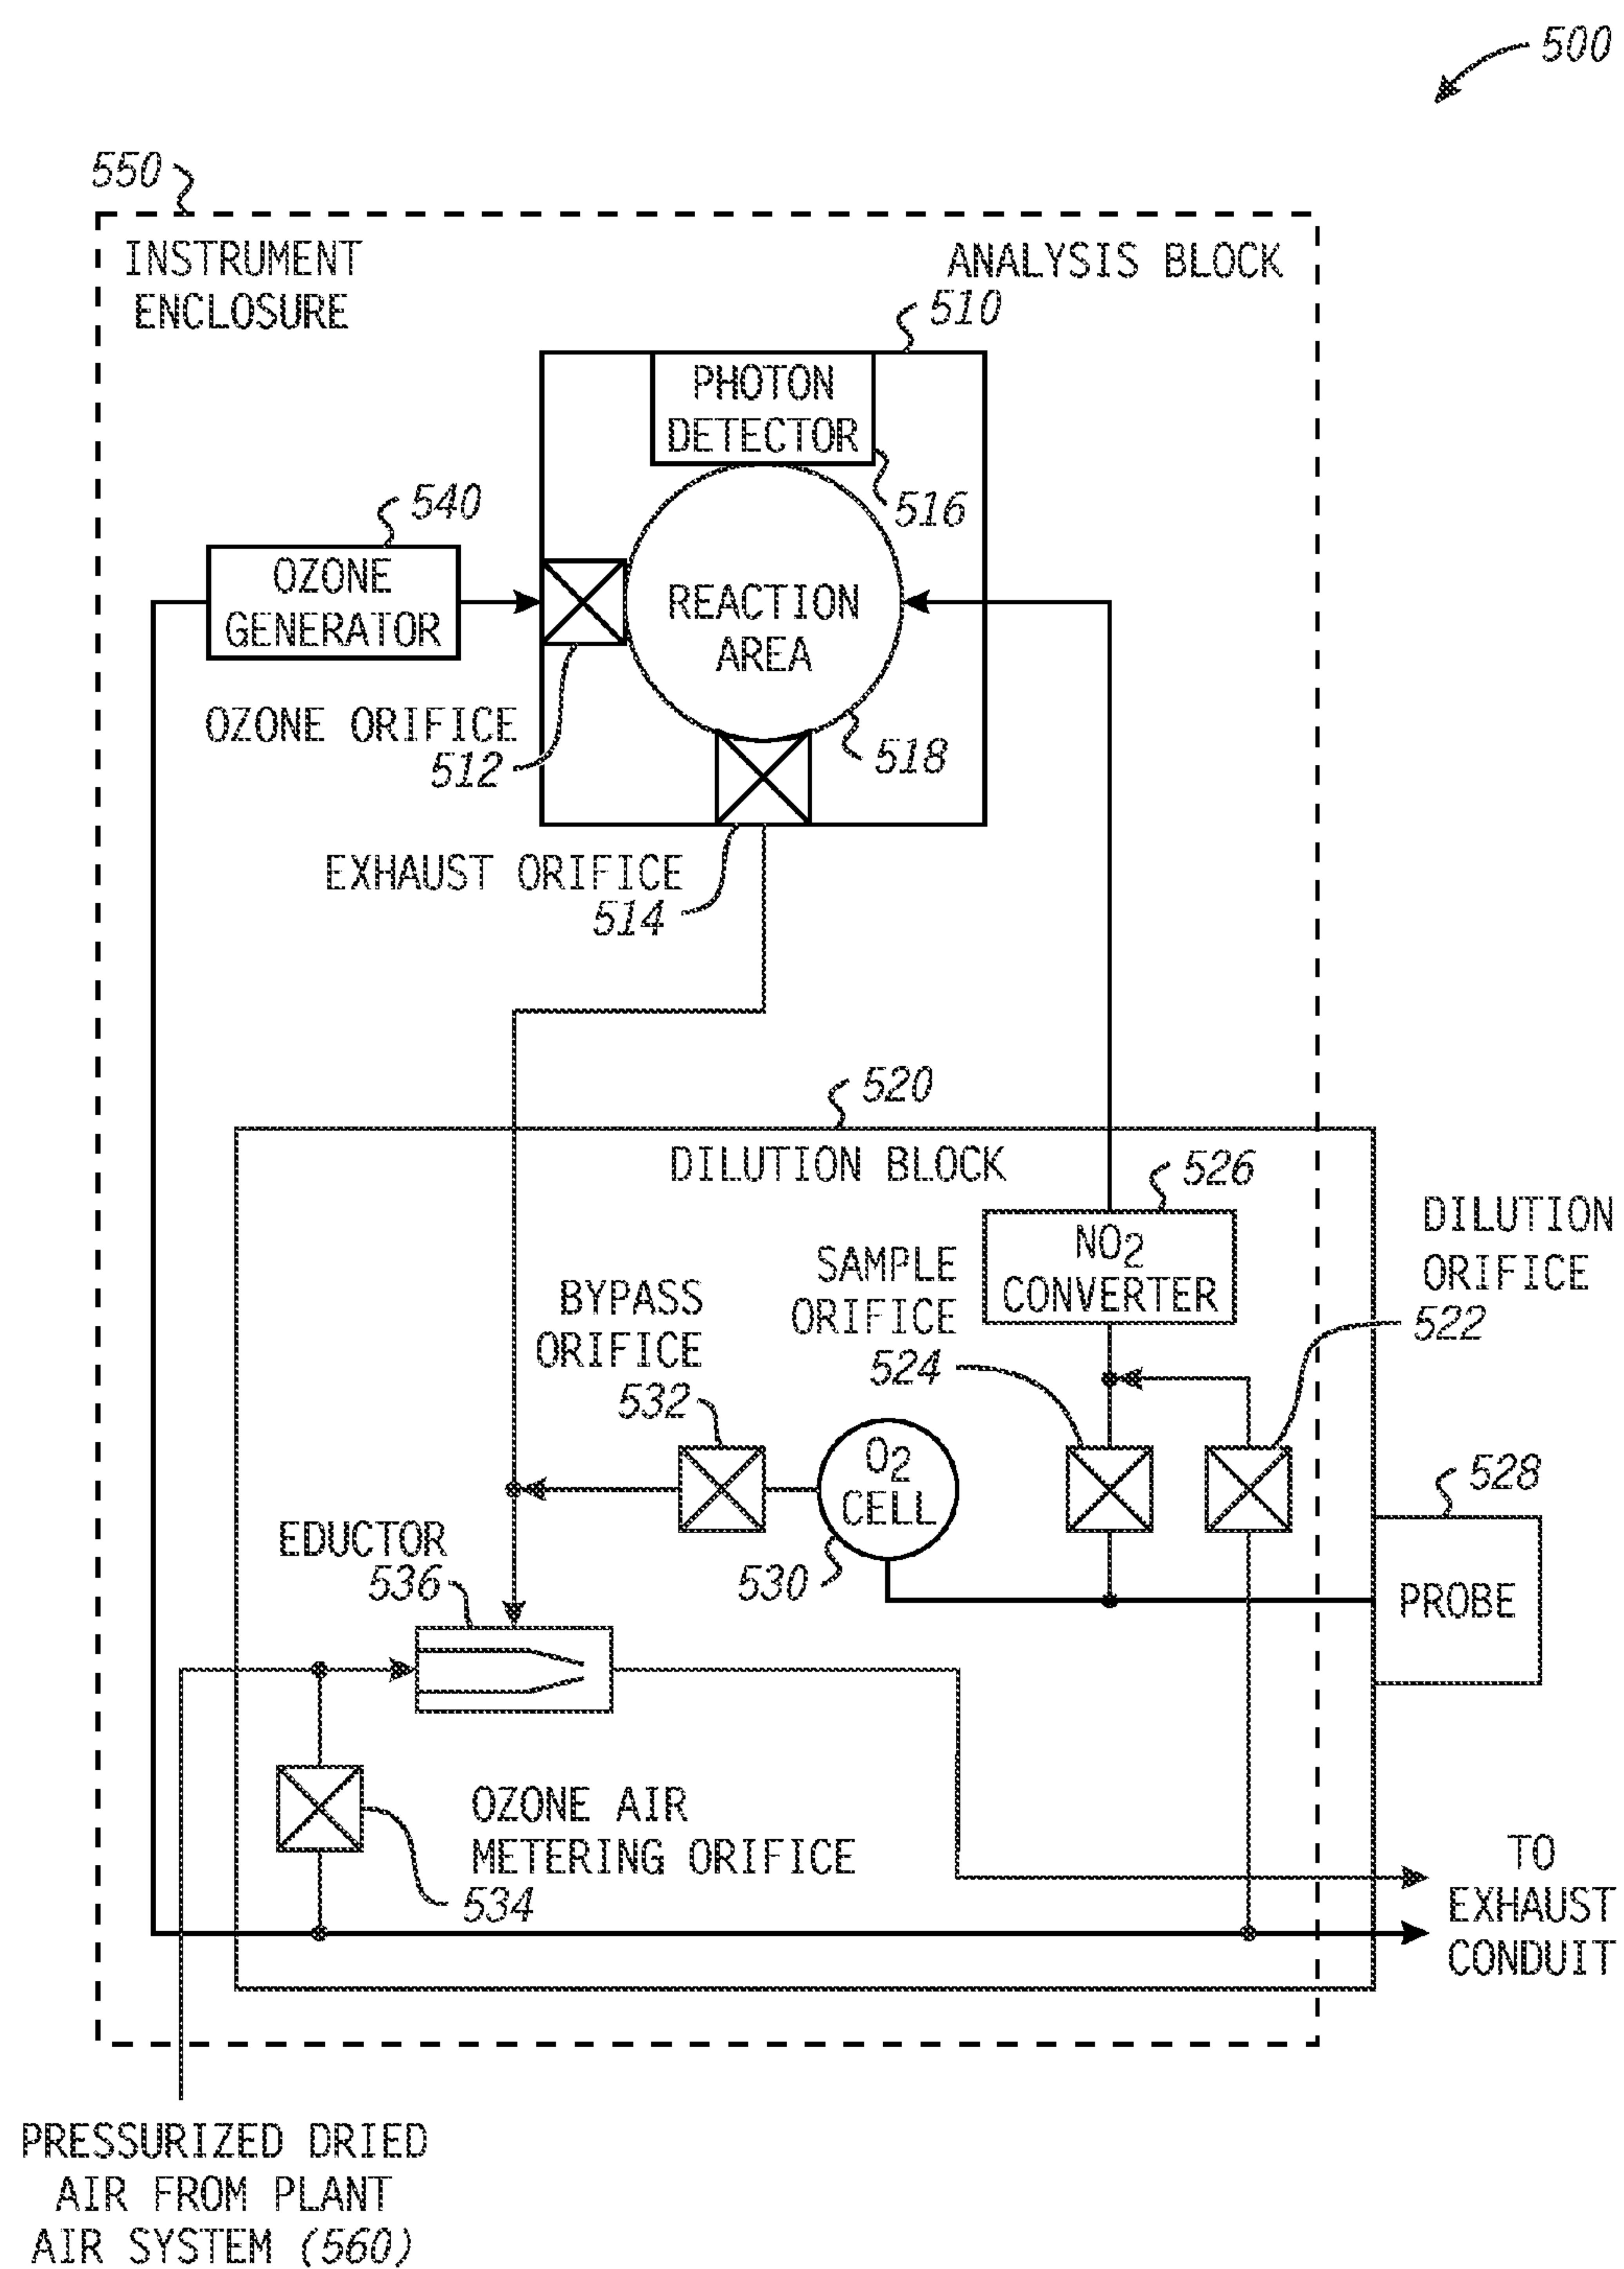 500
550
INSTRUMENT
ENCLOSURE
ANALYSIS BLOCK
510
PHOTON
DETECTOR
516
540
OZONE
GENERATOR
REACTION
AREA
OZONE ORIFICE
512
518
EXHAUST ORIFICE
514
520
DILUTION BLOCK
526
NO2
CONVERTER
DILUTION
ORIFICE
522
SAMPLE
ORIFICE
524
BYPASS
ORIFICE
532
O2
CELL
530
528
PROBE
EDUCTOR
536
OZONE AIR
METERING ORIFICE
534
TO
EXHAUST
CONDUIT
PRESSURIZED DRIED
AIR FROM PLANT
AIR SYSTEM (560)